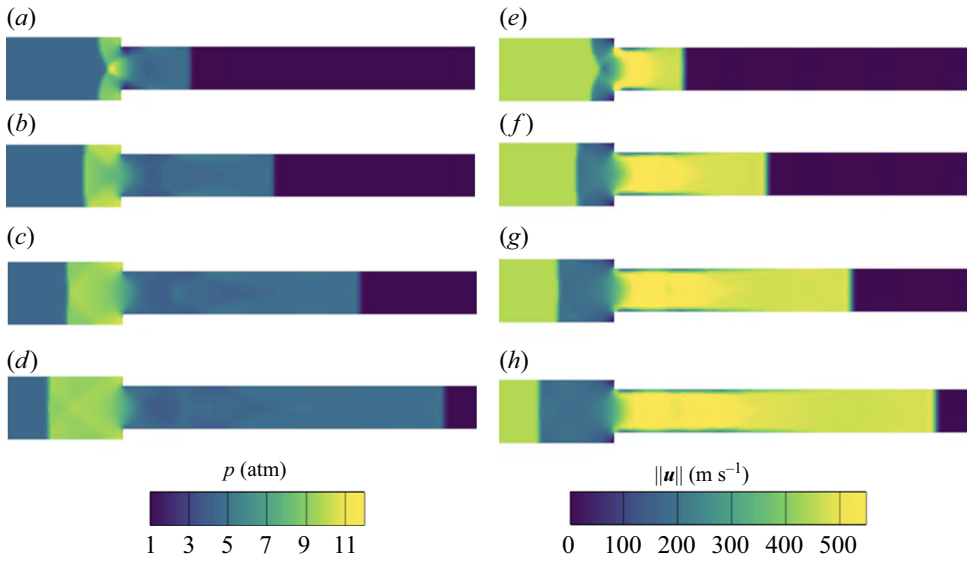 (a) (e)
(b) (f)
(c) (g)
(d) (h)
p (atm) ||u|| (m s⁻¹)
1 3 5 7 9 11 0 100 200 300 400 500